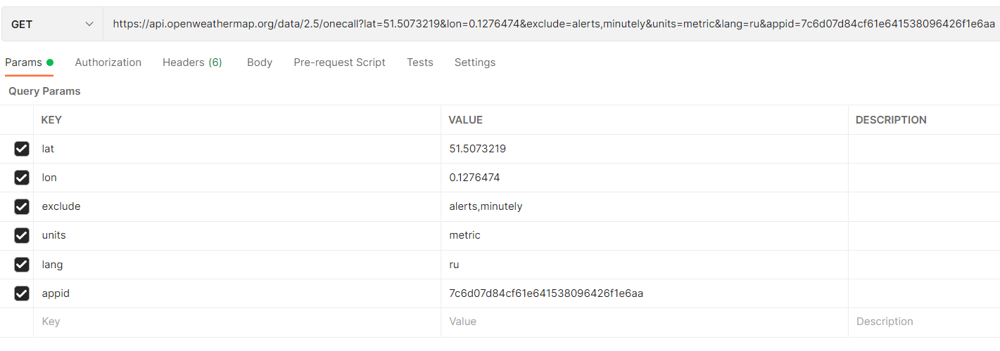 GET https://api.openweathermap.org/data/2.5/onecall?lat=51.5073219&lon=0.1276474&exclude=alerts,minutely&units=metric&lang=ru&appid=7c6d07d84cf61e641538096426f1e6aa
Params Authorization Headers (6) Body Pre-request Script Tests Settings
Query Params
KEY VALUE DESCRIPTION
lat 51.5073219
lon 0.1276474
exclude alerts,minutely
units metric
lang ru
appid 7c6d07d84cf61e641538096426f1e6aa
Key Value Description